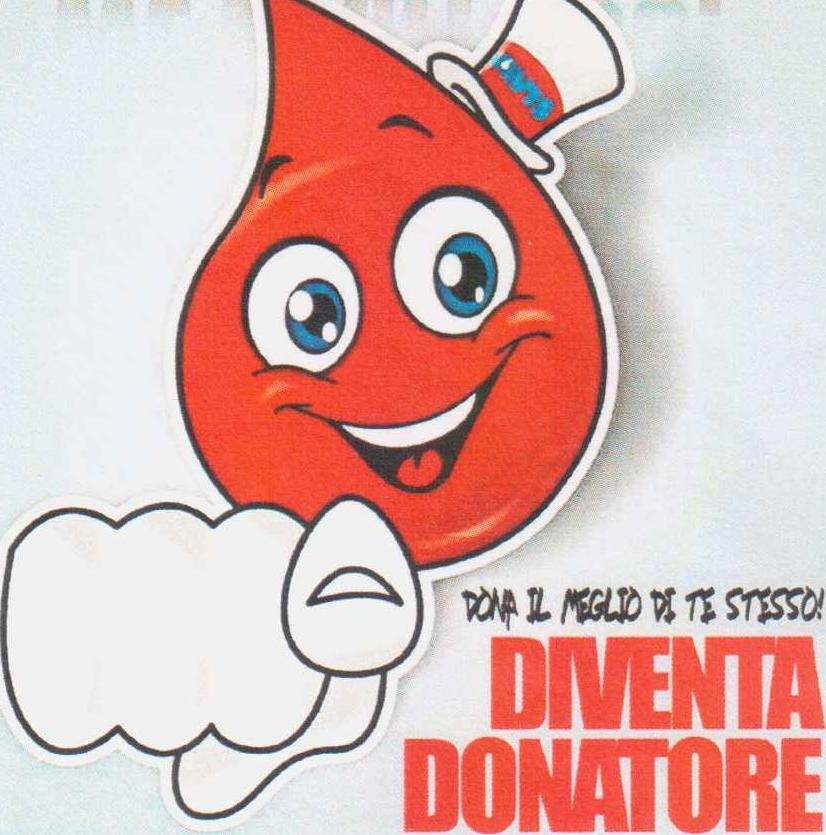 DONA IL MEGLIO DI TE STESSO!
DIVENTA
DONATORE